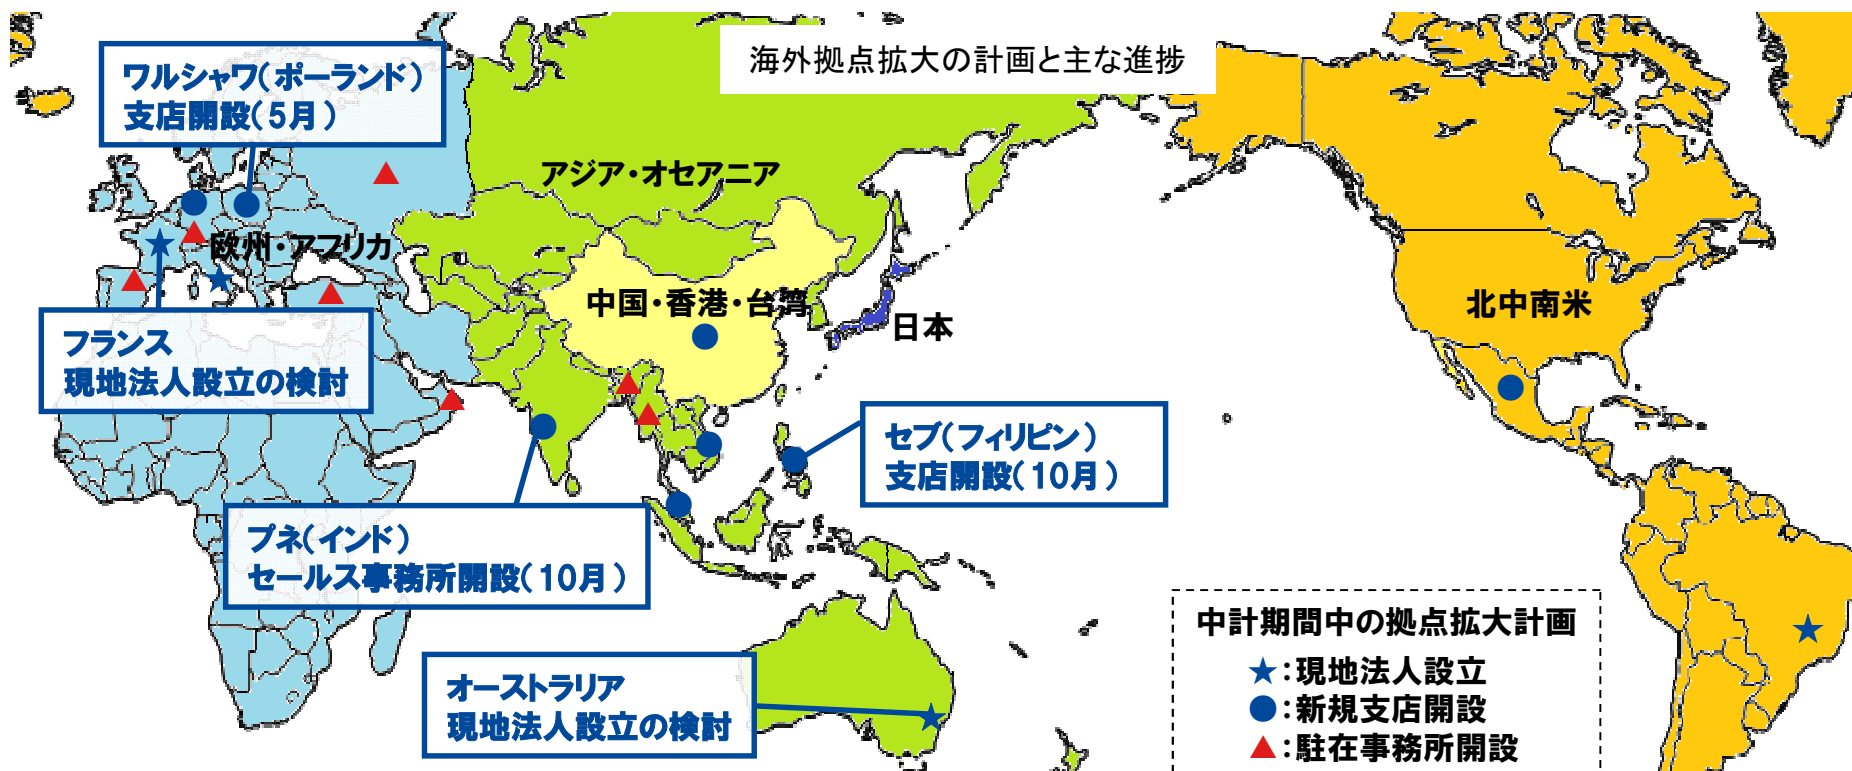 海外拠点拡大の計画と主な進捗
ワルシャワ(ポーランド)
支店開設(5月)
アジア・オセアニア
欧州・アフリカ
中国・香港・台湾
日本
北中南米
フランス
現地法人設立の検討
セブ(フィリピン)
支店開設(10月)
プネ(インド)
セールス事務所開設(10月)
オーストラリア
現地法人設立の検討
中計期間中の拠点拡大計画
★:現地法人設立
●:新規支店開設
▲:駐在事務所開設